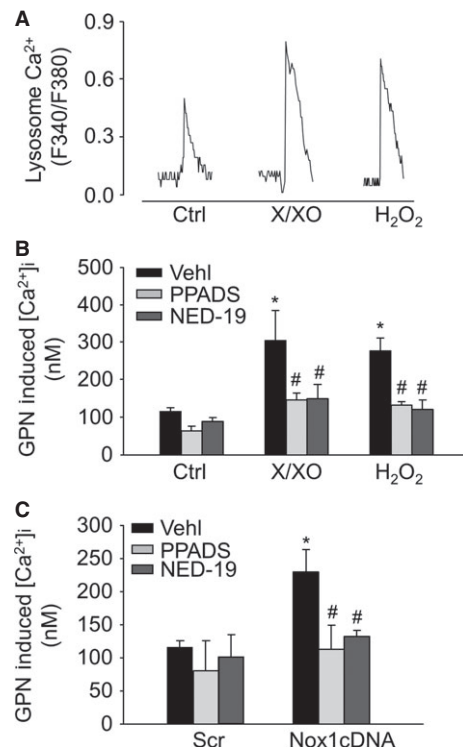 A
Lysosome Ca²⁺
(F340/F380)
0.9
0.6
0.3
0.0
Ctrl X/XO H₂O₂
B
GPN induced [Ca²⁺]i
(nM)
500
400
300
200
100
0
Vehl
PPADS
NED-19
* *
# # # #
Ctrl X/XO H₂O₂
C
GPN induced [Ca²⁺]i
(nM)
300
250
200
150
100
50
0
Vehl
PPADS
NED-19
*
# #
Scr Nox1cDNA